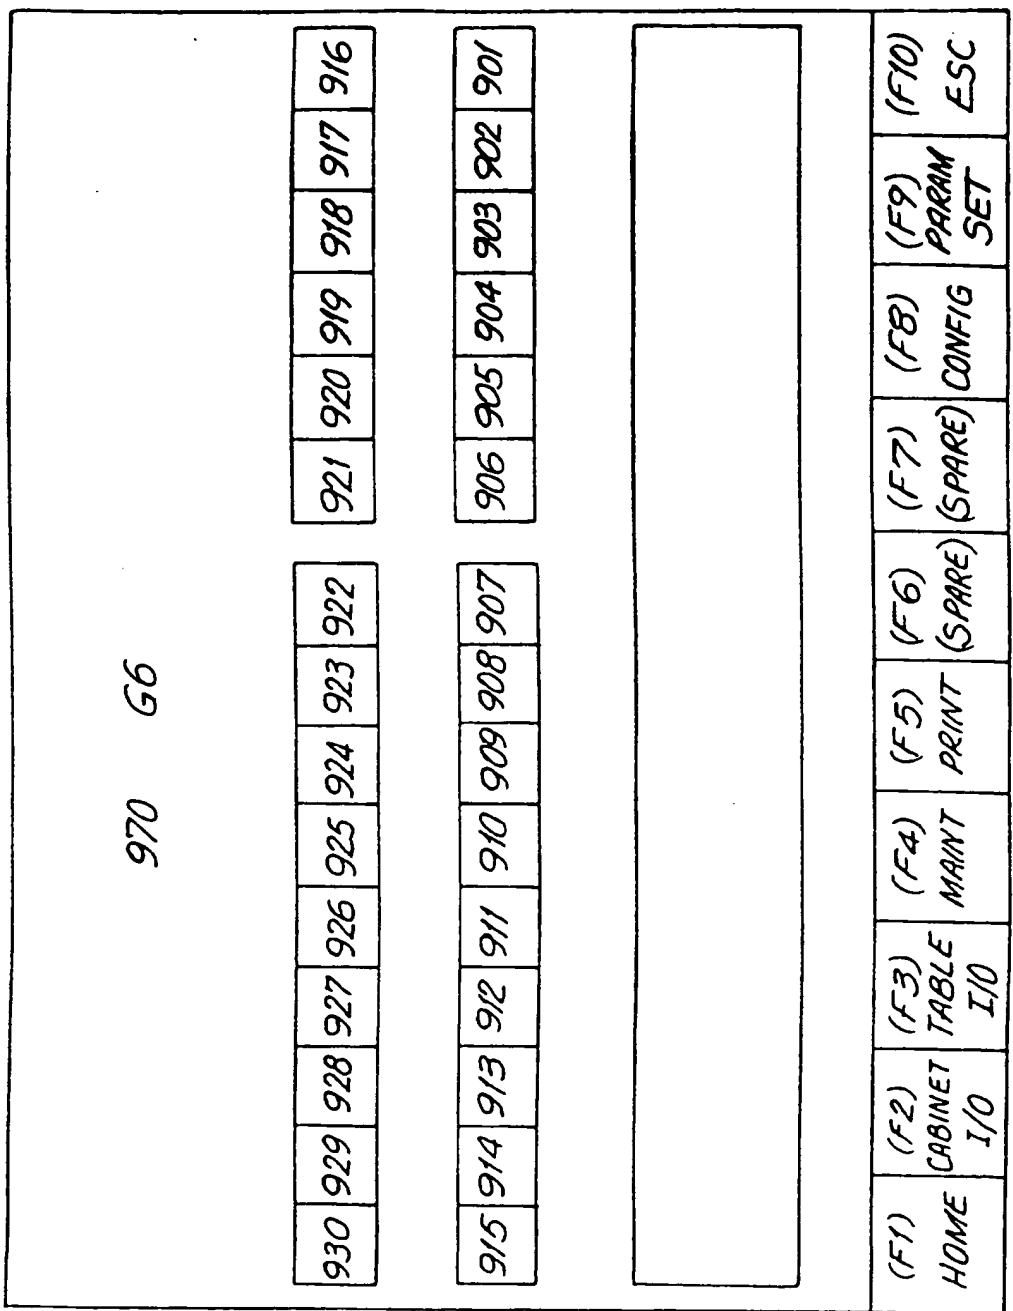 970 G6
930 929 928 927 926 925 924 923 922 921 920 919 918 917 916
915 914 913 912 911 910 909 908 907 906 905 904 903 902 901
(F1)
HOME
(F2)
CABINET
I/O
(F3)
TABLE
I/O
(F4)
MAINT
(F5)
PRINT
(F6)
(SPARE)
(F7)
(SPARE)
(F8)
CONFIG
(F9)
PARAM
SET
(F10)
ESC